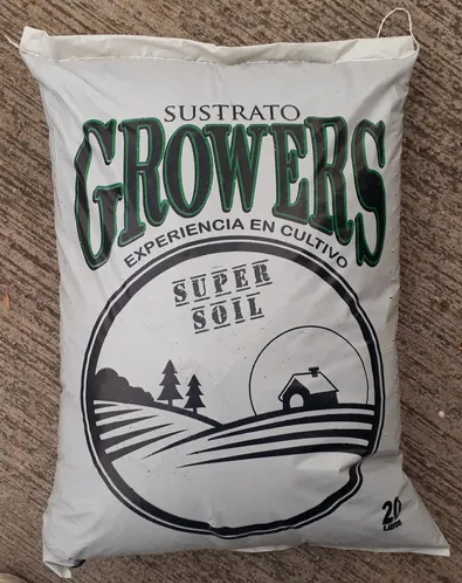 SUSTRATO
GROWERS
EXPERIENCIA EN CULTIVO
SUPER
SOIL
20